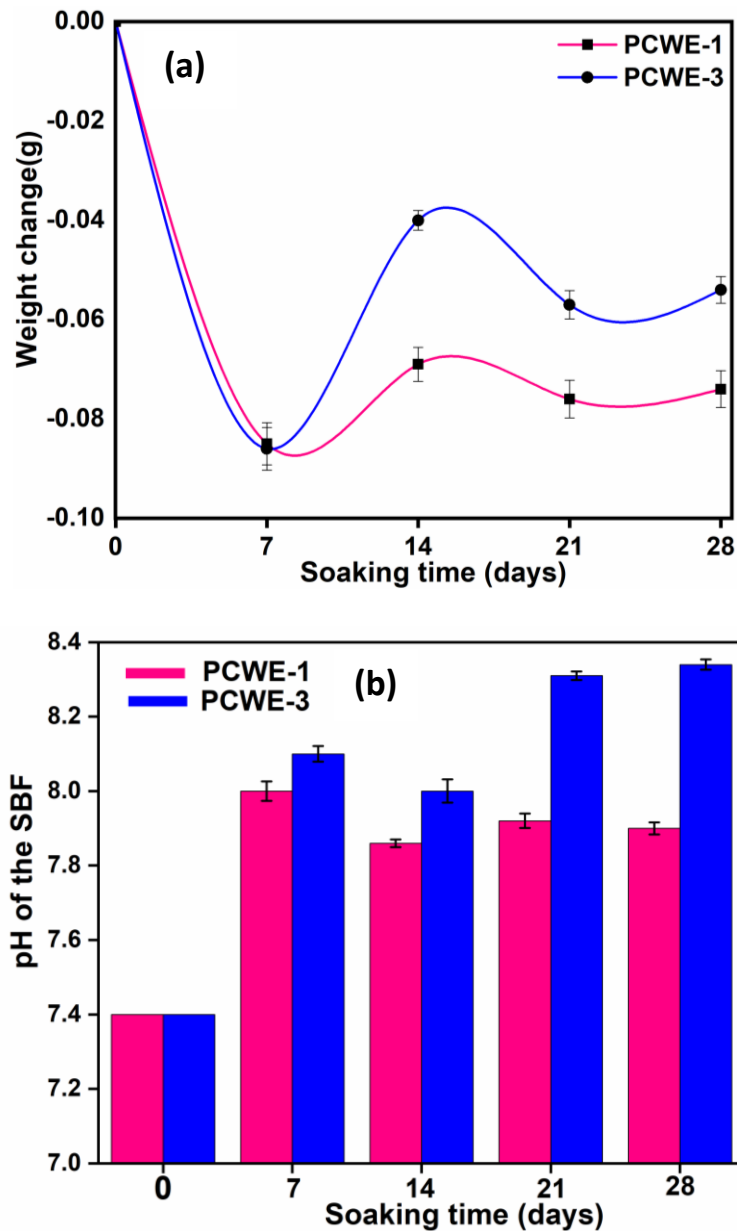 (a)
PCWE-1
PCWE-3
Weight change(g)
0.00
-0.02
-0.04
-0.06
-0.08
-0.10
0 7 14 21 28
Soaking time (days)
(b)
PCWE-1
PCWE-3
pH of the SBF
8.4
8.2
8.0
7.8
7.6
7.4
7.2
7.0
0 7 14 21 28
Soaking time (days)